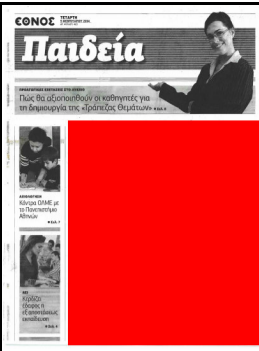 ΕΘΝΟΣ
ΤΕΤΑΡΤΗ
Παιδεία
Πώς θα αξιοποιηθούν οι καθηγητές για
τη δημιουργία της «Τράπεζας Θεμάτων»
Κόντρα ΟΛΜΕ με
το Πανεπιστήμιο
Αθηνών
Κερδίζει
έδαφος η
εξ αποστάσεως
εκπαίδευση